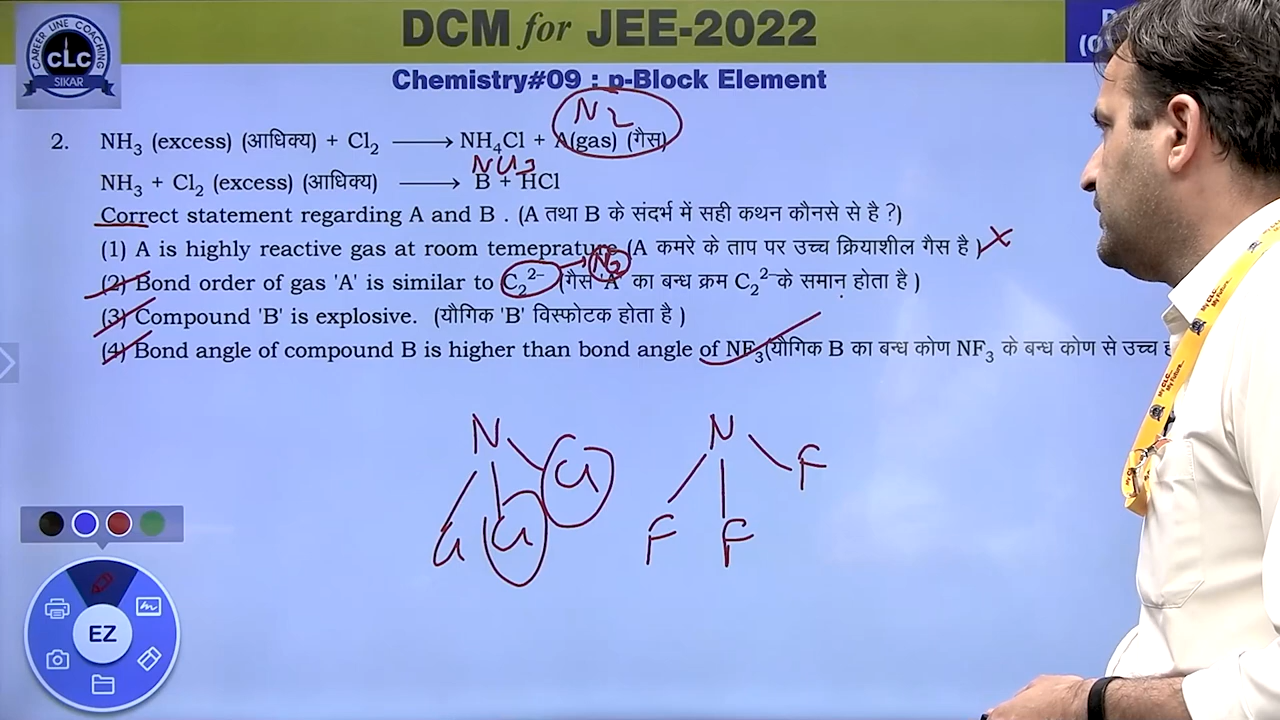 DCM for JEE-2022
CAREER LINE COACHING
CLC
SIKAR
Chemistry#09 : p-Block Element
N2
2. NH3 (excess) (आधिक्य) + Cl2 ⟶ NH4Cl + A(gas) (गैस)
NH3 + Cl2 (excess) (आधिक्य) ⟶ B + HCl
Correct statement regarding A and B . (A तथा B के संदर्भ में सही कथन कौनसे से है ?)
(1) A is highly reactive gas at room temeprature (A कमरे के ताप पर उच्च क्रियाशील गैस है )
(2) Bond order of gas 'A' is similar to C2^2– (गैस 'A' का बन्ध क्रम C2^2– के समान होता है )
(3) Compound 'B' is explosive. (यौगिक 'B' विस्फोटक होता है )
(4) Bond angle of compound B is higher than bond angle of NF3(यौगिक B का बन्ध कोण NF3 के बन्ध कोण से उच्च
N N
Cl F
Cl Cl F F
EZ
My CLC..
My Future..